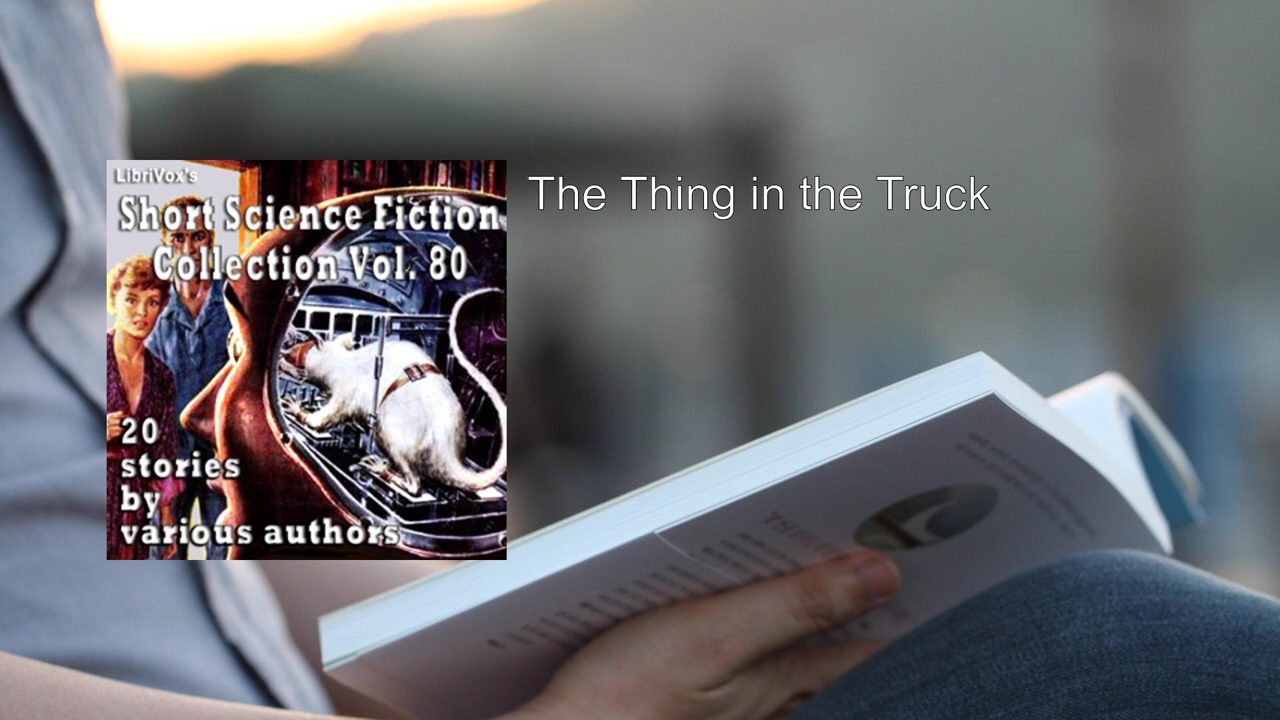 LibriVox's
Short Science Fiction
Collection Vol. 80
20
stories
by
various authors
The Thing in the Truck